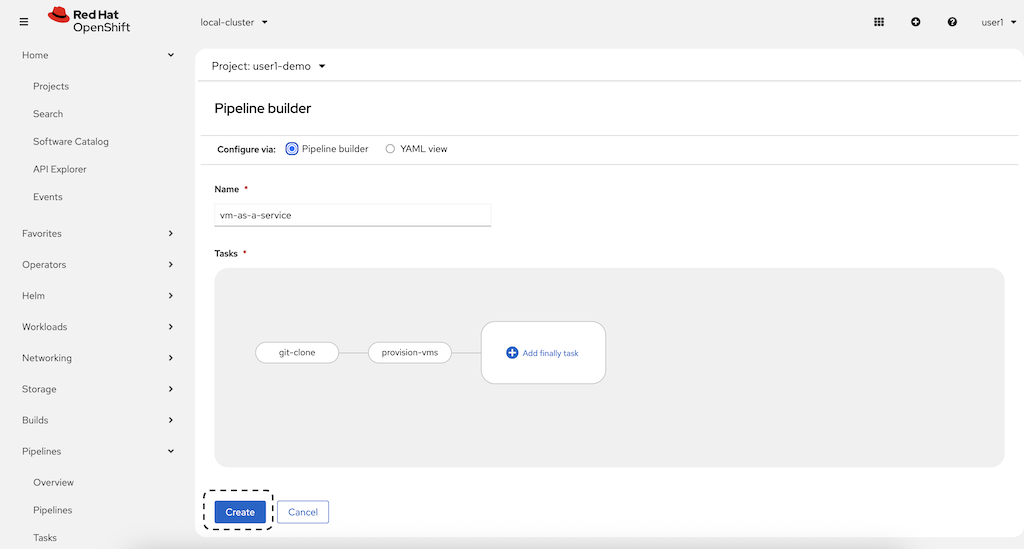 Red Hat
OpenShift
local-cluster
user1
Home
Projects
Search
Software Catalog
API Explorer
Events
Favorites
Operators
Helm
Workloads
Networking
Storage
Builds
Pipelines
Overview
Pipelines
Tasks
Project: user1-demo
Pipeline builder
Configure via: Pipeline builder YAML view
Name *
vm-as-a-service
Tasks *
git-clone provision-vms Add finally task
Create Cancel